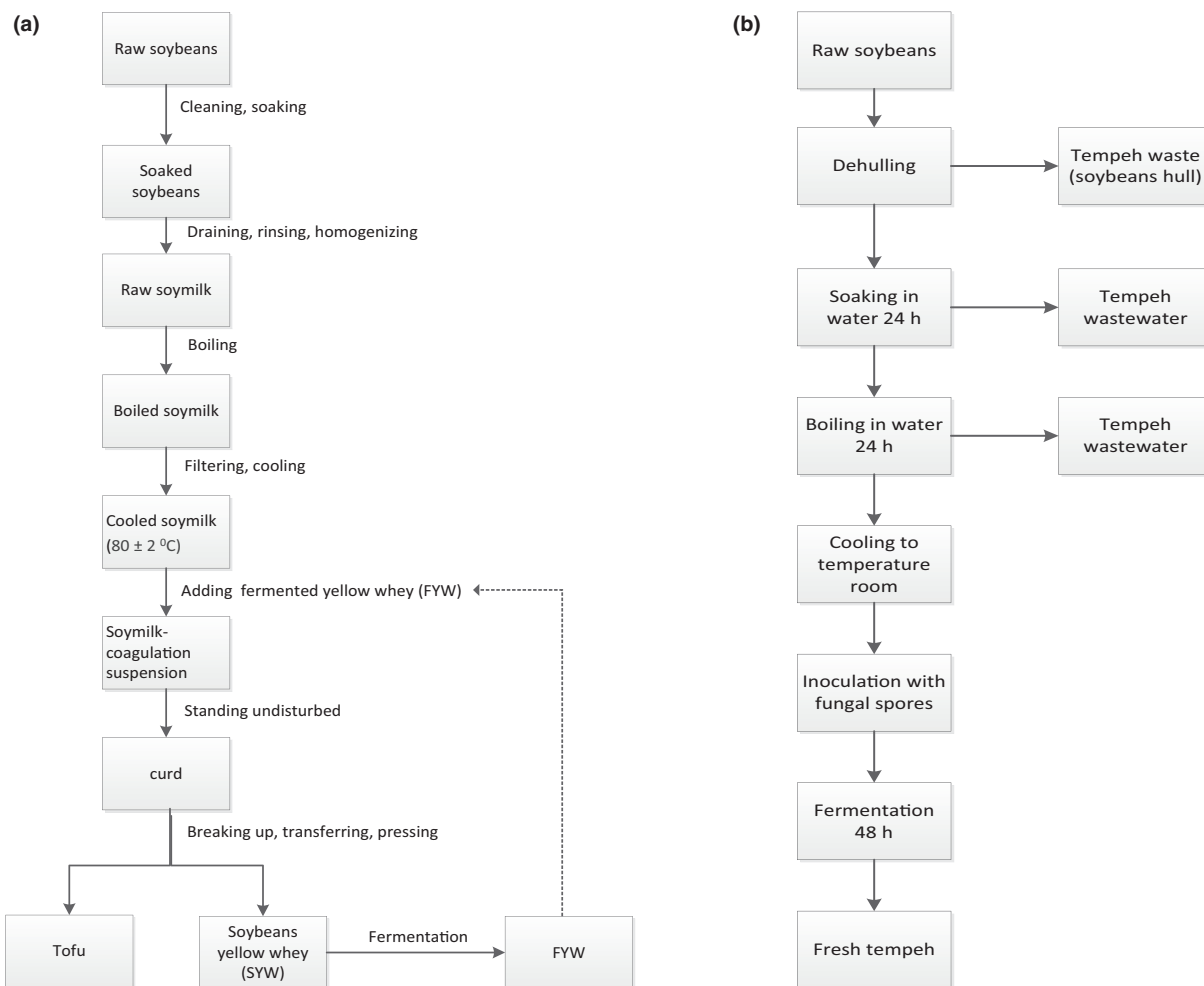 (a)
Raw soybeans
Cleaning, soaking
Soaked
soybeans
Draining, rinsing, homogenizing
Raw soymilk
Boiling
Boiled soymilk
Filtering, cooling
Cooled soymilk
(80 ± 2 ⁰C)
Adding fermented yellow whey (FYW)
Soymilk-
coagulation
suspension
Standing undisturbed
curd
Breaking up, transferring, pressing
Tofu
Soybeans
yellow whey
(SYW)
Fermentation
FYW
(b)
Raw soybeans
Dehulling
Tempeh waste
(soybeans hull)
Soaking in
water 24 h
Tempeh
wastewater
Boiling in water
24 h
Tempeh
wastewater
Cooling to
temperature
room
Inoculation with
fungal spores
Fermentation
48 h
Fresh tempeh